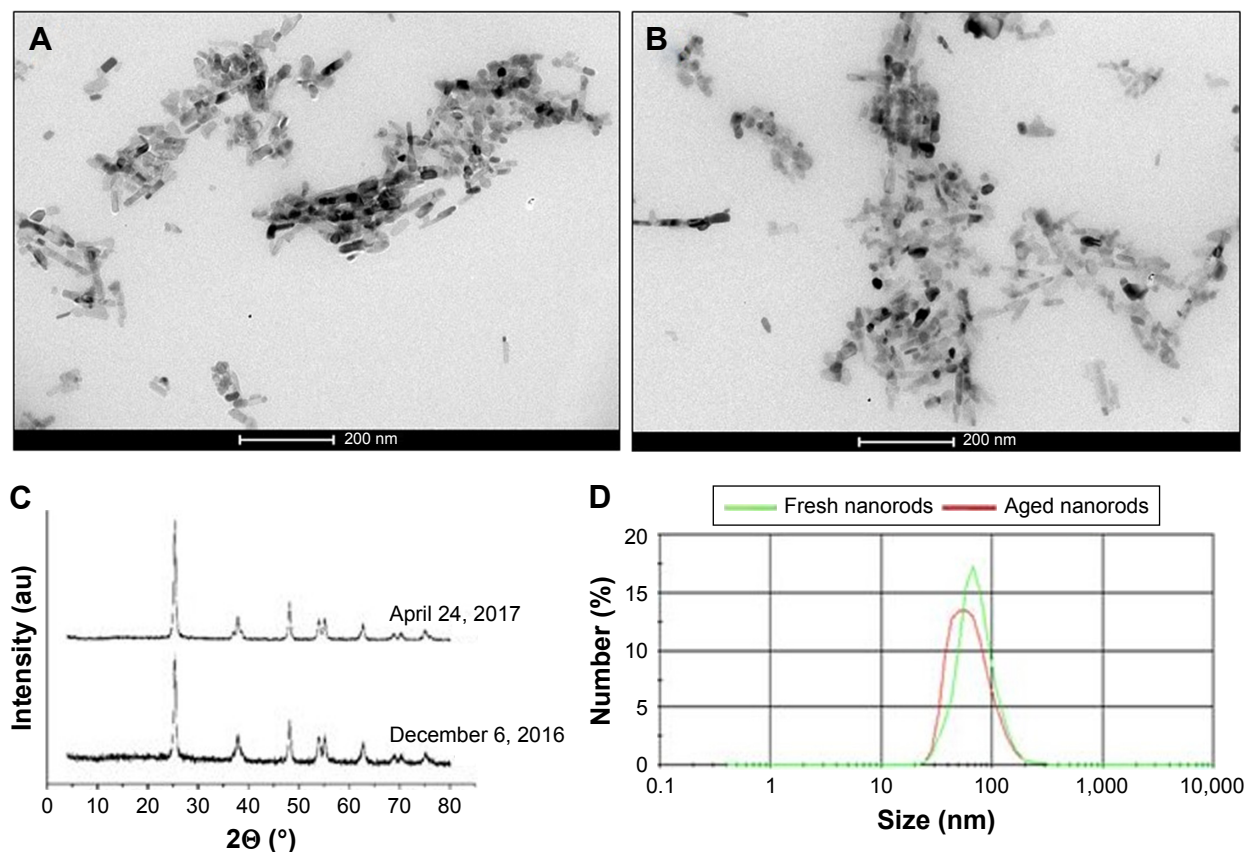 A
B
200 nm
200 nm
C
Intensity (au)
April 24, 2017
December 6, 2016
0 10 20 30 40 50 60 70 80
2Θ (°)
D
Fresh nanorods Aged nanorods
Number (%)
20
15
10
5
0
0.1 1 10 100 1,000 10,000
Size (nm)